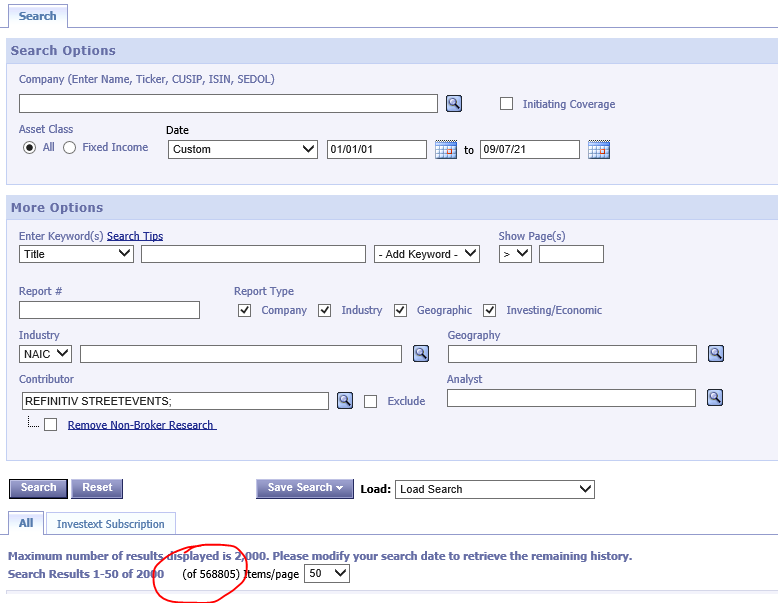 Search
Search Options
Company (Enter Name, Ticker, CUSIP, ISIN, SEDOL)
Initiating Coverage
Asset Class Date
All Fixed Income Custom 01/01/01 to 09/07/21
More Options
Enter Keyword(s) Search Tips Show Page(s)
Title - Add Keyword - >
Report # Report Type
Company Industry Geographic Investing/Economic
Industry Geography
NAIC
Contributor Analyst
REFINITIV STREETEVENTS; Exclude
Remove Non-Broker Research
Search Reset Save Search Load: Load Search
All Investext Subscription
Maximum number of results displayed is 2,000. Please modify your search date to retrieve the remaining history.
Search Results 1-50 of 2000 (of 568805) Items/page 50